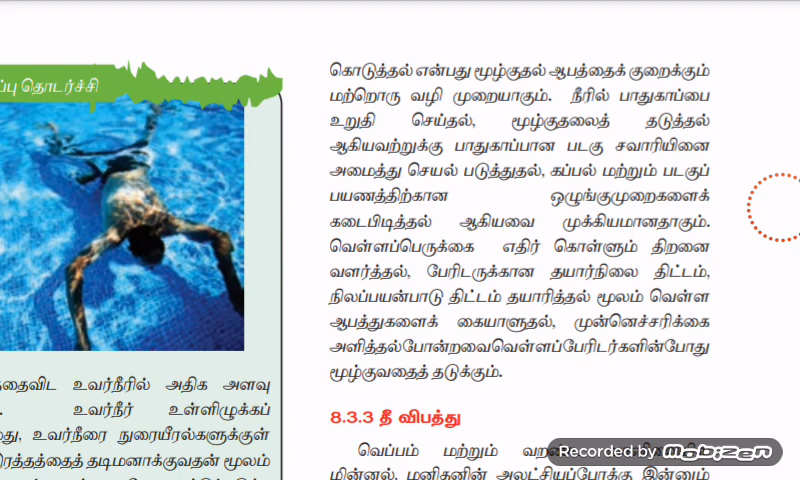 ப்பு தொடர்ச்சி
உவர்நீரில் அதிக அளவு
உவர்நீர் உள்ளிழுக்கப்
உவர்நீரை நுரையீரல்களுக்குள்
தடிமனாக்குவதன் மூலம்
கொடுத்தல் என்பது மூழ்குதல் ஆபத்தைக் குறைக்கும்
மற்றொரு வழி முறையாகும். நீரில் பாதுகாப்பை
உறுதி செய்தல், மூழ்குதலைத் தடுத்தல்
ஆகியவற்றுக்கு பாதுகாப்பான படகு சவாரியினை
அமைத்து செயல் படுத்துதல், கப்பல் மற்றும் படகுப்
பயணத்திற்கான ஒழுங்குமுறைகளைக்
கடைபிடித்தல் ஆகியவை முக்கியமானதாகும்.
வெள்ளப்பெருக்கை எதிர் கொள்ளும் திறனை
வளர்த்தல், பேரிடருக்கான தயார்நிலை திட்டம்,
நிலப்பயன்பாடு திட்டம் தயாரித்தல் மூலம் வெள்ள
ஆபத்துகளைக் கையாளுதல், முன்னெச்சரிக்கை
அளித்தல்போன்றவைவெள்ளப்பேரிடர்களின்போது
மூழ்குவதைத் தடுக்கும்.
8.3.3 தீ விபத்து
வெப்பம் மற்றும்
மின்னல், மனிதனின் அலட்சியப்போக்கு இன்னும்
Recorded by mobizen